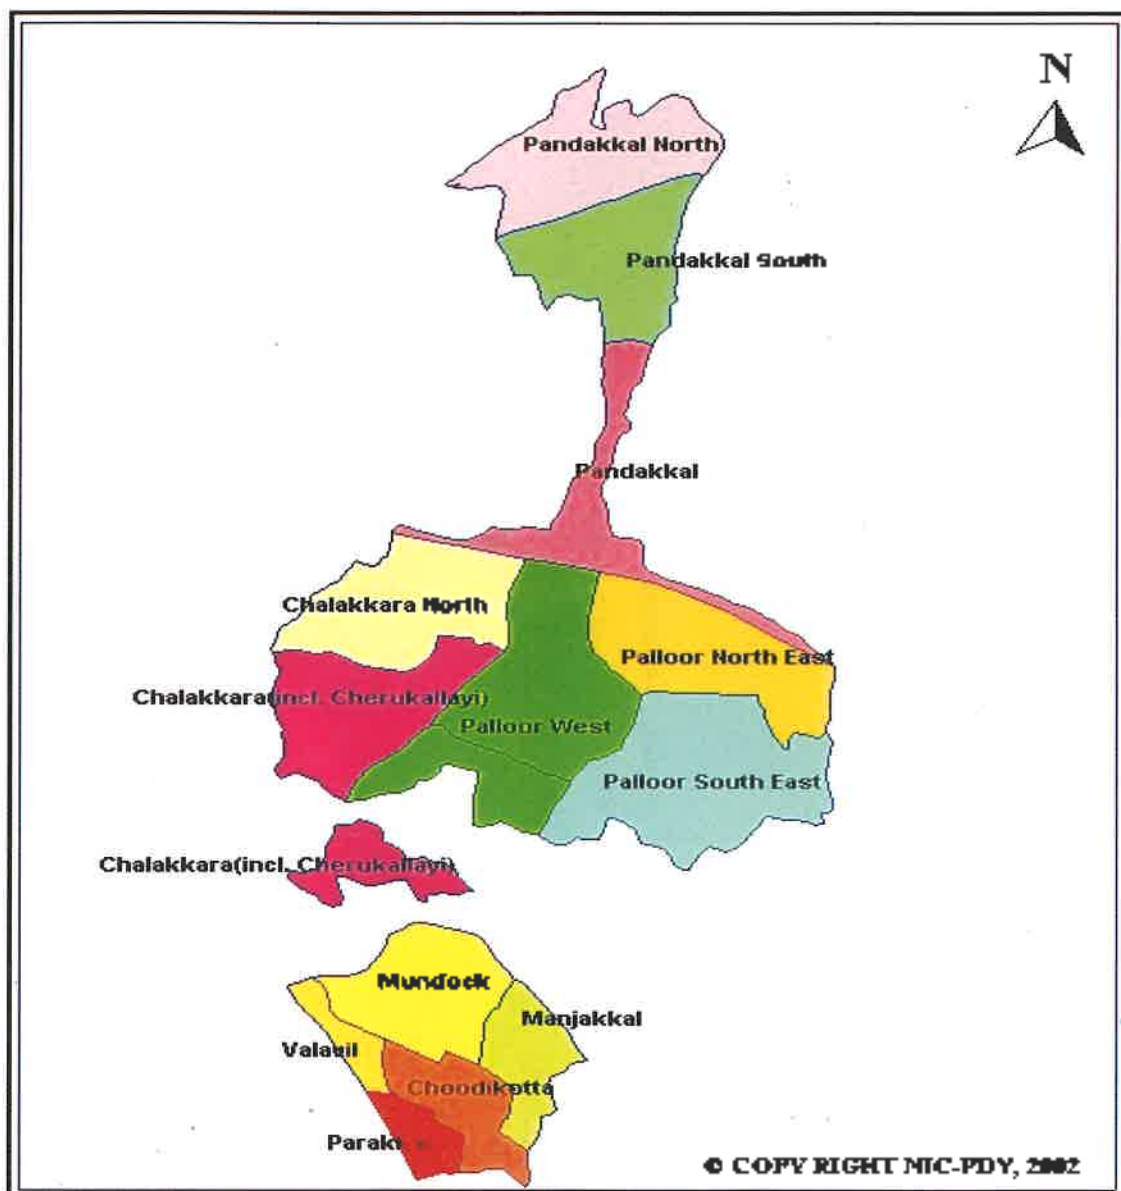 N
Pandakkal North
Pandakkal South
Pandakkal
Chalakkara North
Palloor North East
Chalakkara(incl. Cherukallayi)
Palloor West
Palloor South East
Chalakkara(incl. Cherukallayi)
Mundock
Manjakkal
Valavil
Choodikotta
© COPY RIGHT NIC-PDY, 2002